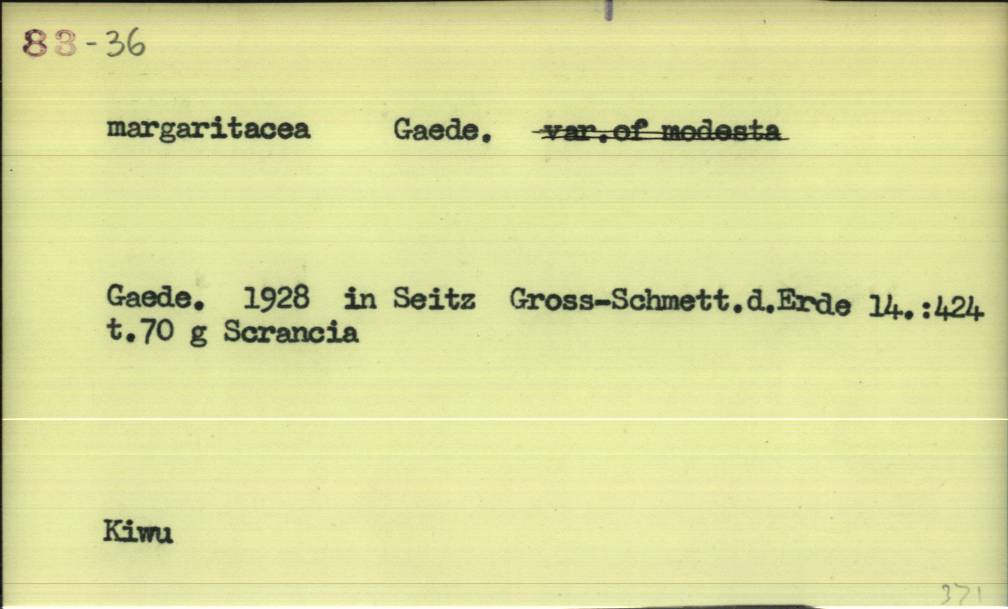 83-36
margaritacea Gaede. var.of modesta
Gaede. 1928 in Seitz Gross-Schmett.d.Erde 14.:424
t.70 g Scrancia
Kiwu
371